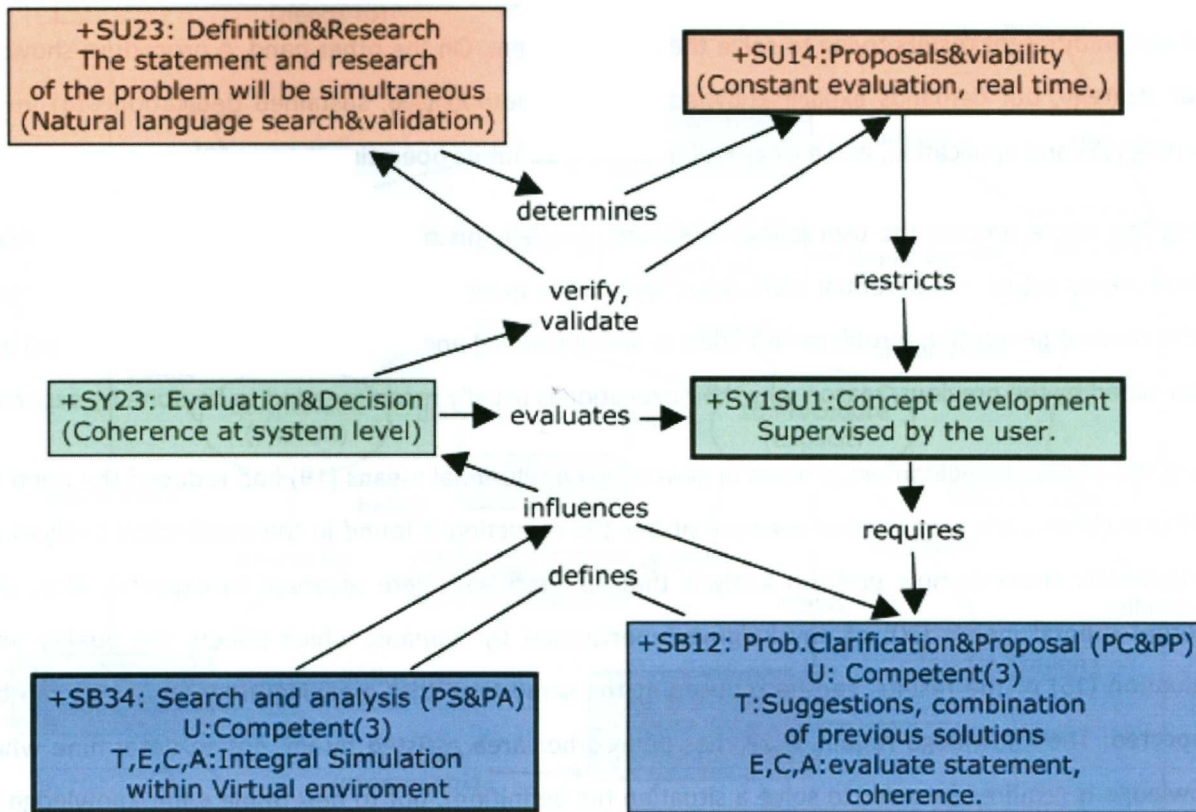 +SU23: Definition&Research
The statement and research
of the problem will be simultaneous
(Natural language search&validation)
+SU14:Proposals&viability
(Constant evaluation, real time.)
determines
verify,
validate
restricts
+SY23: Evaluation&Decision
(Coherence at system level)
evaluates
+SY1SU1:Concept development
Supervised by the user.
influences
requires
defines
+SB34: Search and analysis (PS&PA)
U:Competent(3)
T,E,C,A:Integral Simulation
within Virtual enviroment
+SB12: Prob.Clarification&Proposal (PC&PP)
U: Competent(3)
T:Suggestions, combination
of previous solutions
E,C,A:evaluate statement,
coherence.